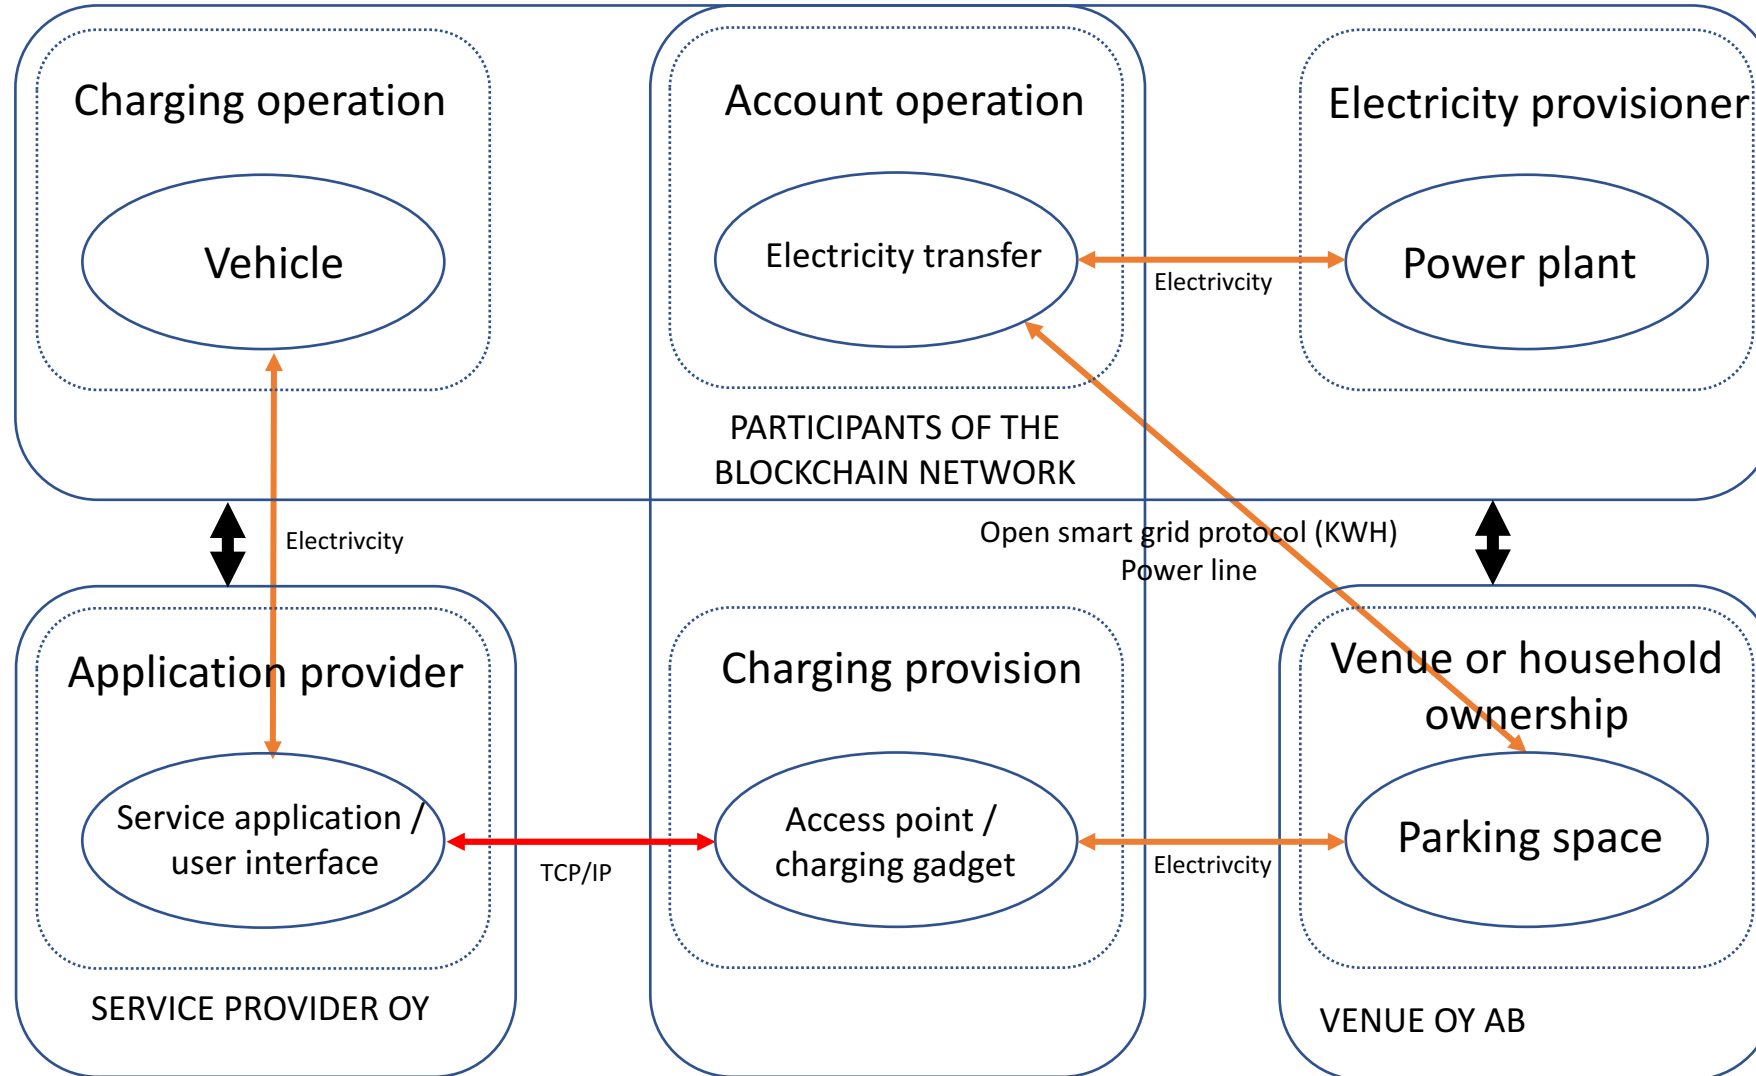 Charging operation
Account operation
Electricity provisioner
Vehicle
Electricity transfer
Power plant
Electrivcity
PARTICIPANTS OF THE
BLOCKCHAIN NETWORK
Electrivcity
Open smart grid protocol (KWH)
Power line
Application provider
Charging provision
Venue or household
ownership
Service application /
user interface
Access point /
charging gadget
Parking space
TCP/IP
Electrivcity
SERVICE PROVIDER OY
VENUE OY AB